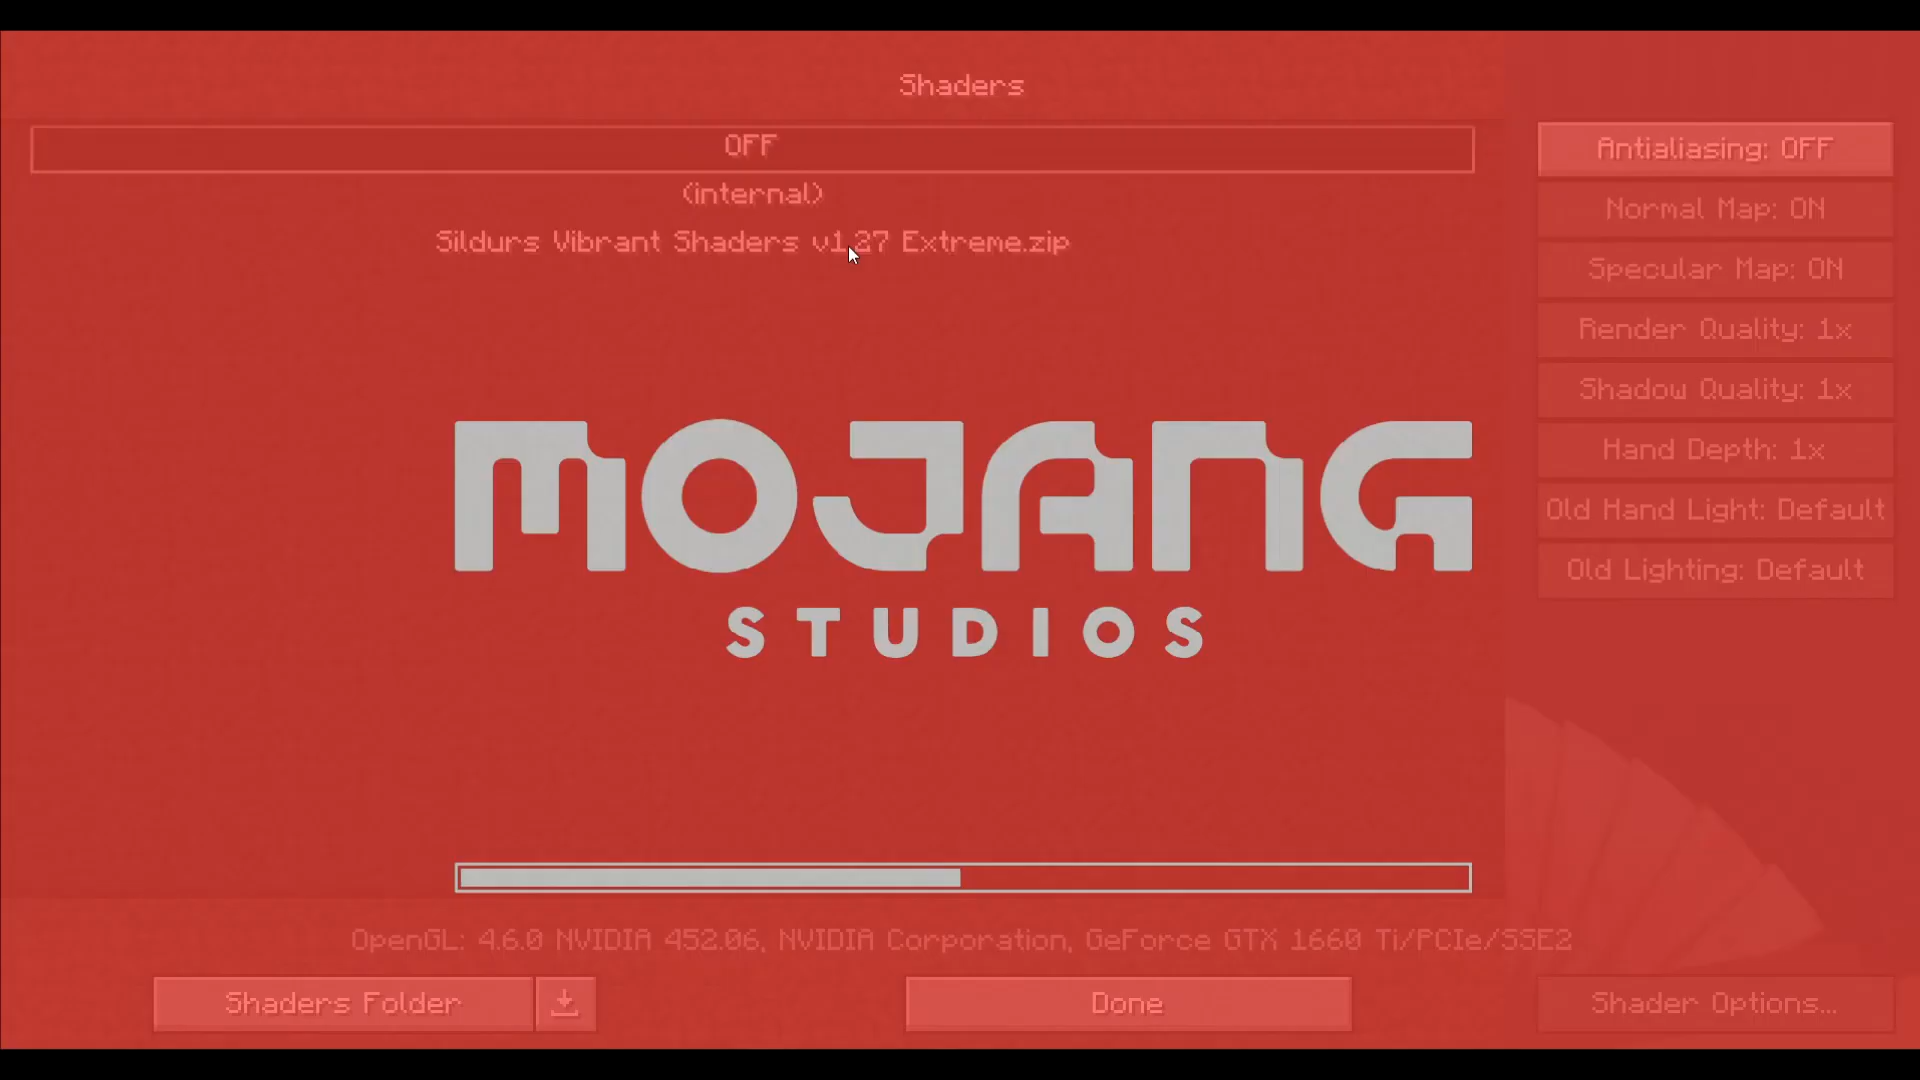 Shaders
OFF
(internal)
Sildurs Vibrant Shaders v1.27 Extreme.zip
Antialiasing: OFF
Normal Map: ON
Specular Map: ON
Render Quality: 1x
Shadow Quality: 1x
Hand Depth: 1x
Old Hand Light: Default
Old Lighting: Default
MOJANG
STUDIOS
OpenGL: 4.6.0 NVIDIA 452.06, NVIDIA Corporation, GeForce GTX 1660 Ti/PCIe/SSE2
Shaders Folder
Done
Shader Options...